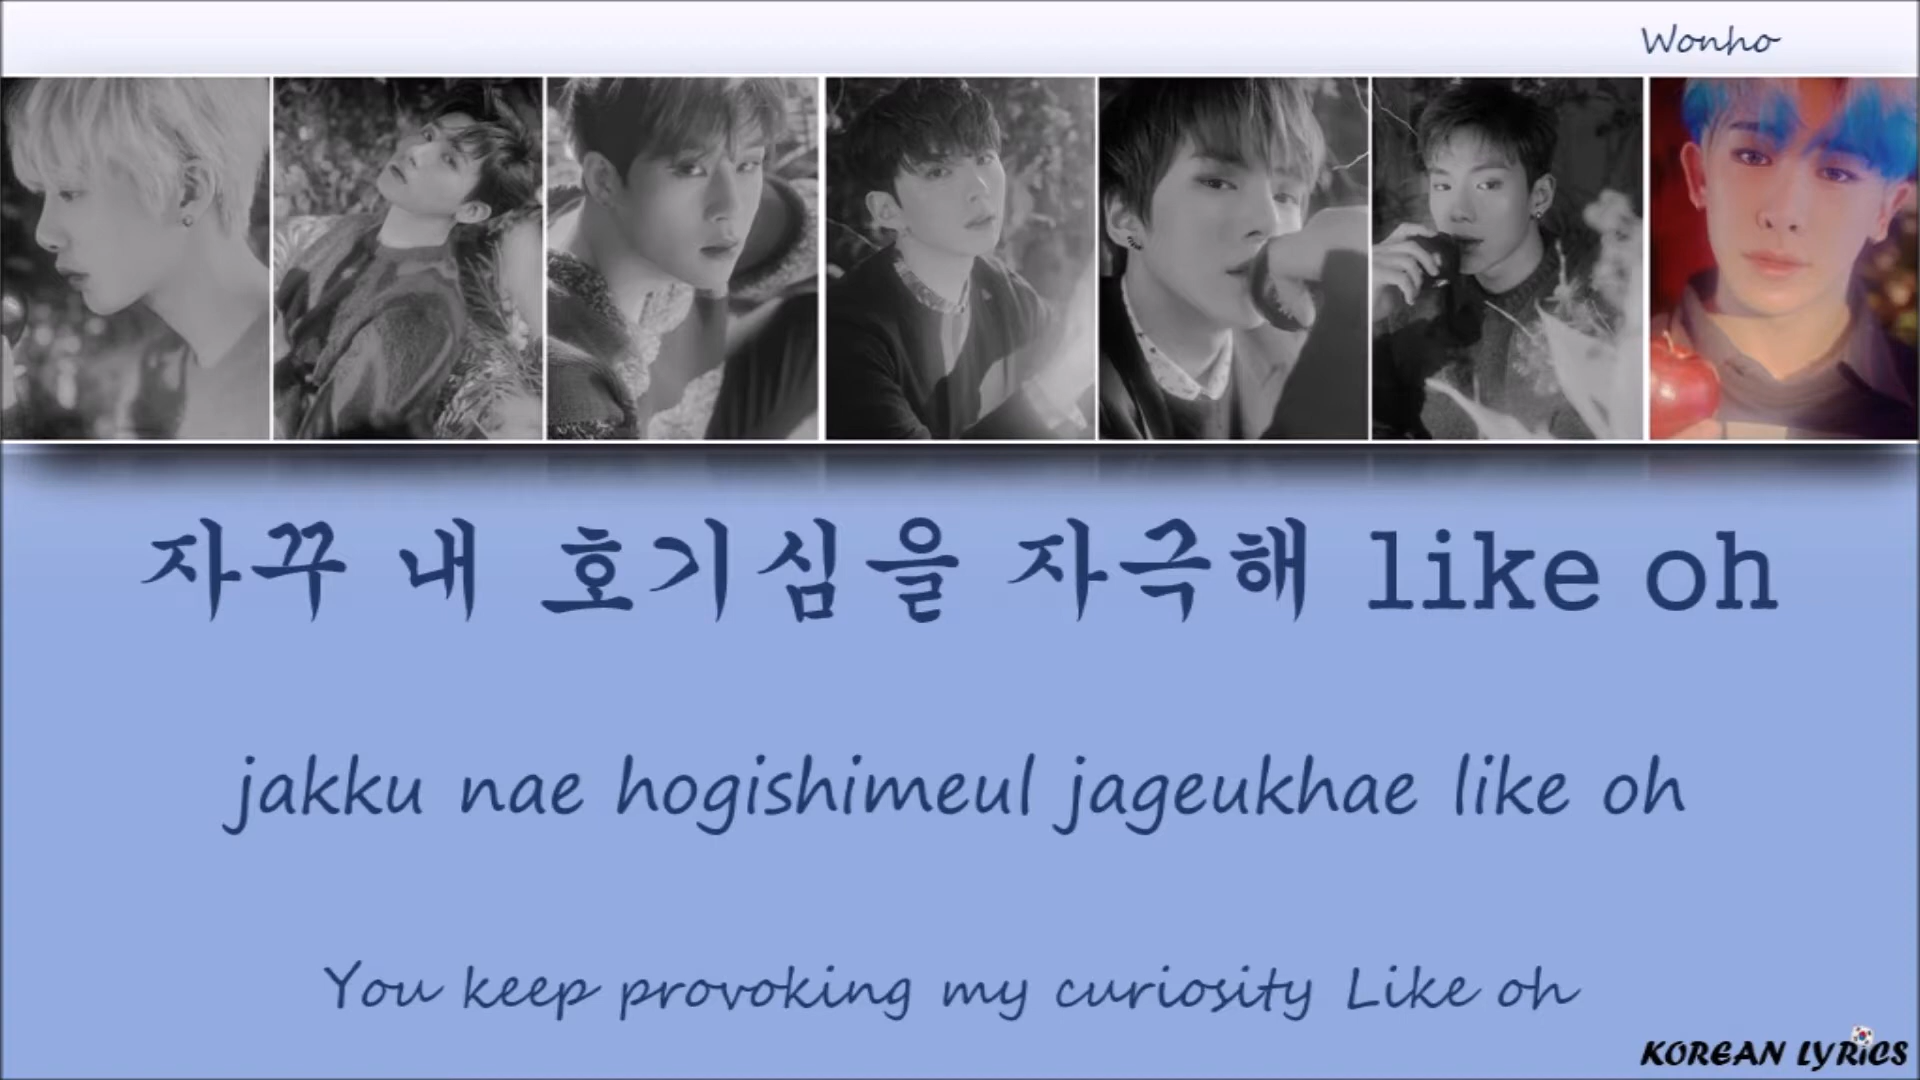 Wonho
자꾸 내 호기심을 자극해 like oh
jakku nae hogishimeul jageukhae like oh
You keep provoking my curiosity Like oh
KOREAN LYRiCS